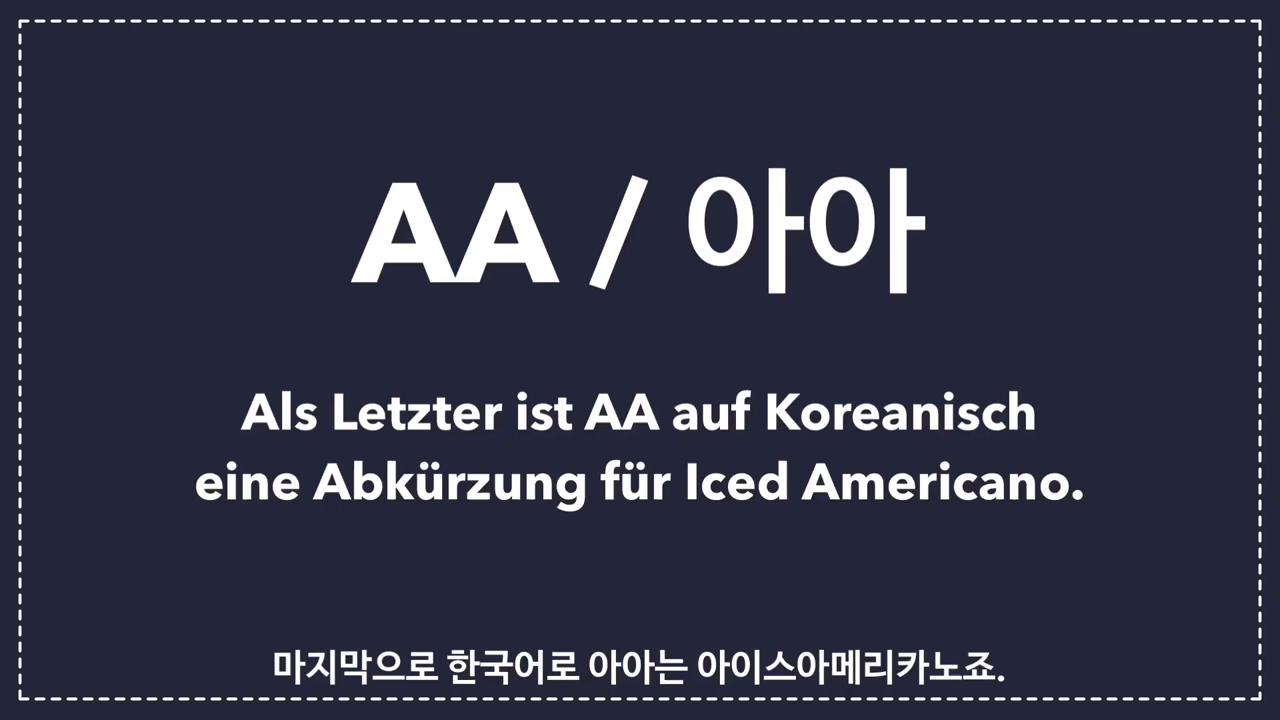 AA / 아아
Als Letzter ist AA auf Koreanisch
eine Abkürzung für Iced Americano.
마지막으로 한국어로 아아는 아이스아메리카노죠.